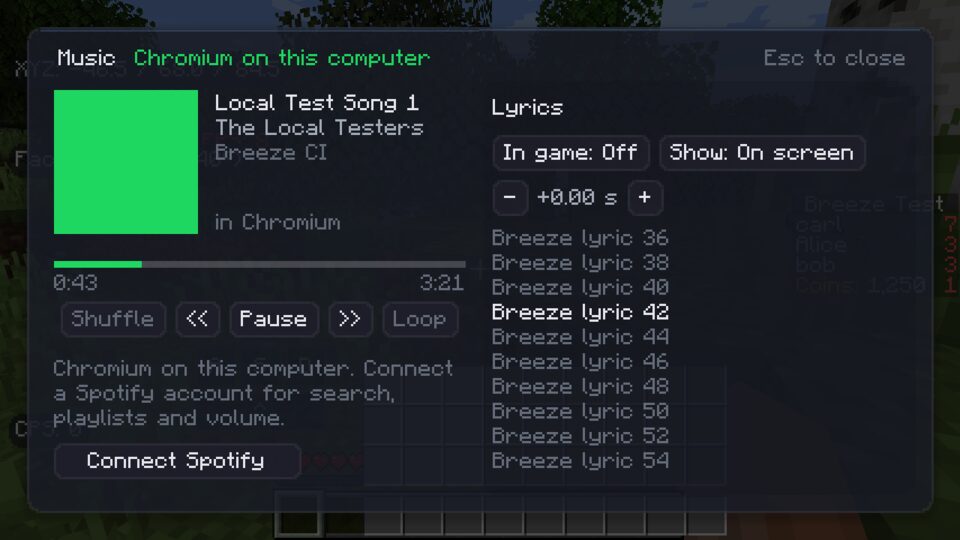 Music Chromium on this computer
Esc to close
Local Test Song 1
The Local Testers
Breeze CI
in Chromium
0:43
3:21
Shuffle
<<
Pause
>>
Loop
Chromium on this computer. Connect
a Spotify account for search,
playlists and volume.
Connect Spotify
Lyrics
In game: Off
Show: On screen
-
+0.00 s
+
Breeze lyric 36
Breeze lyric 38
Breeze lyric 40
Breeze lyric 42
Breeze lyric 44
Breeze lyric 46
Breeze lyric 48
Breeze lyric 50
Breeze lyric 52
Breeze lyric 54
Breeze Test
carl 7
Alice 3
bob 3
Coins: 1,250 1